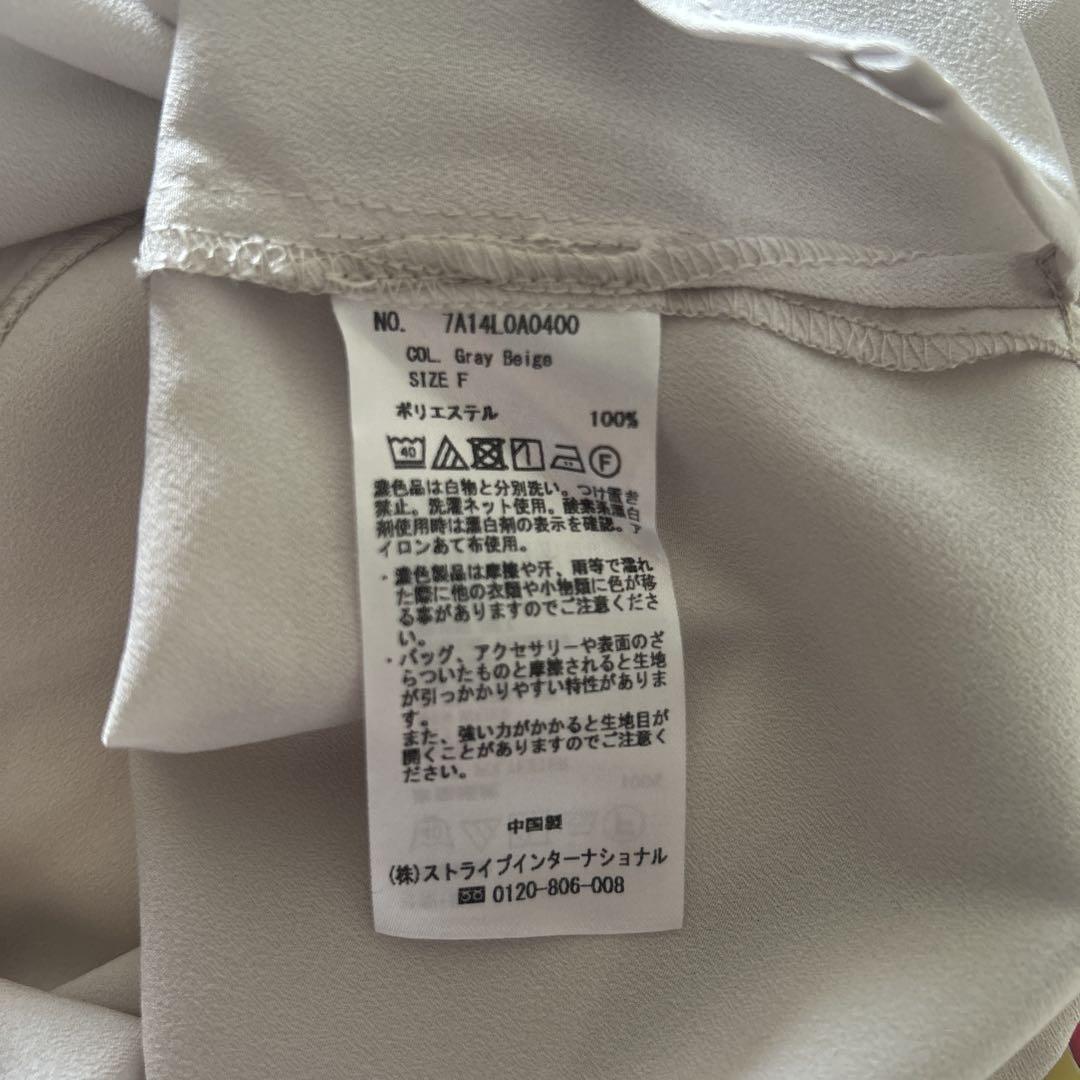 NO. 7A14L0A0400
COL. Gray Beige
SIZE F
ポリエステル 100%
40
F
濃色品は白物と分別洗い。つけ置き
禁止。洗濯ネット使用。酸素系漂白
剤使用時は漂白剤の表示を確認。ア
イロンあて布使用。
・濃色製品は摩擦や汗、雨等で濡れ
た際に他の衣類や小物類に色が移
る事がありますのでご注意くださ
い。
・バッグ、アクセサリーや表面のざ
らついたものと摩擦されると生地
が引っかかりやすい特性がありま
す。
また、強い力がかかると生地目が
開くことがありますのでご注意く
ださい。
中国製
(株)ストライプインターナショナル
0120-806-008